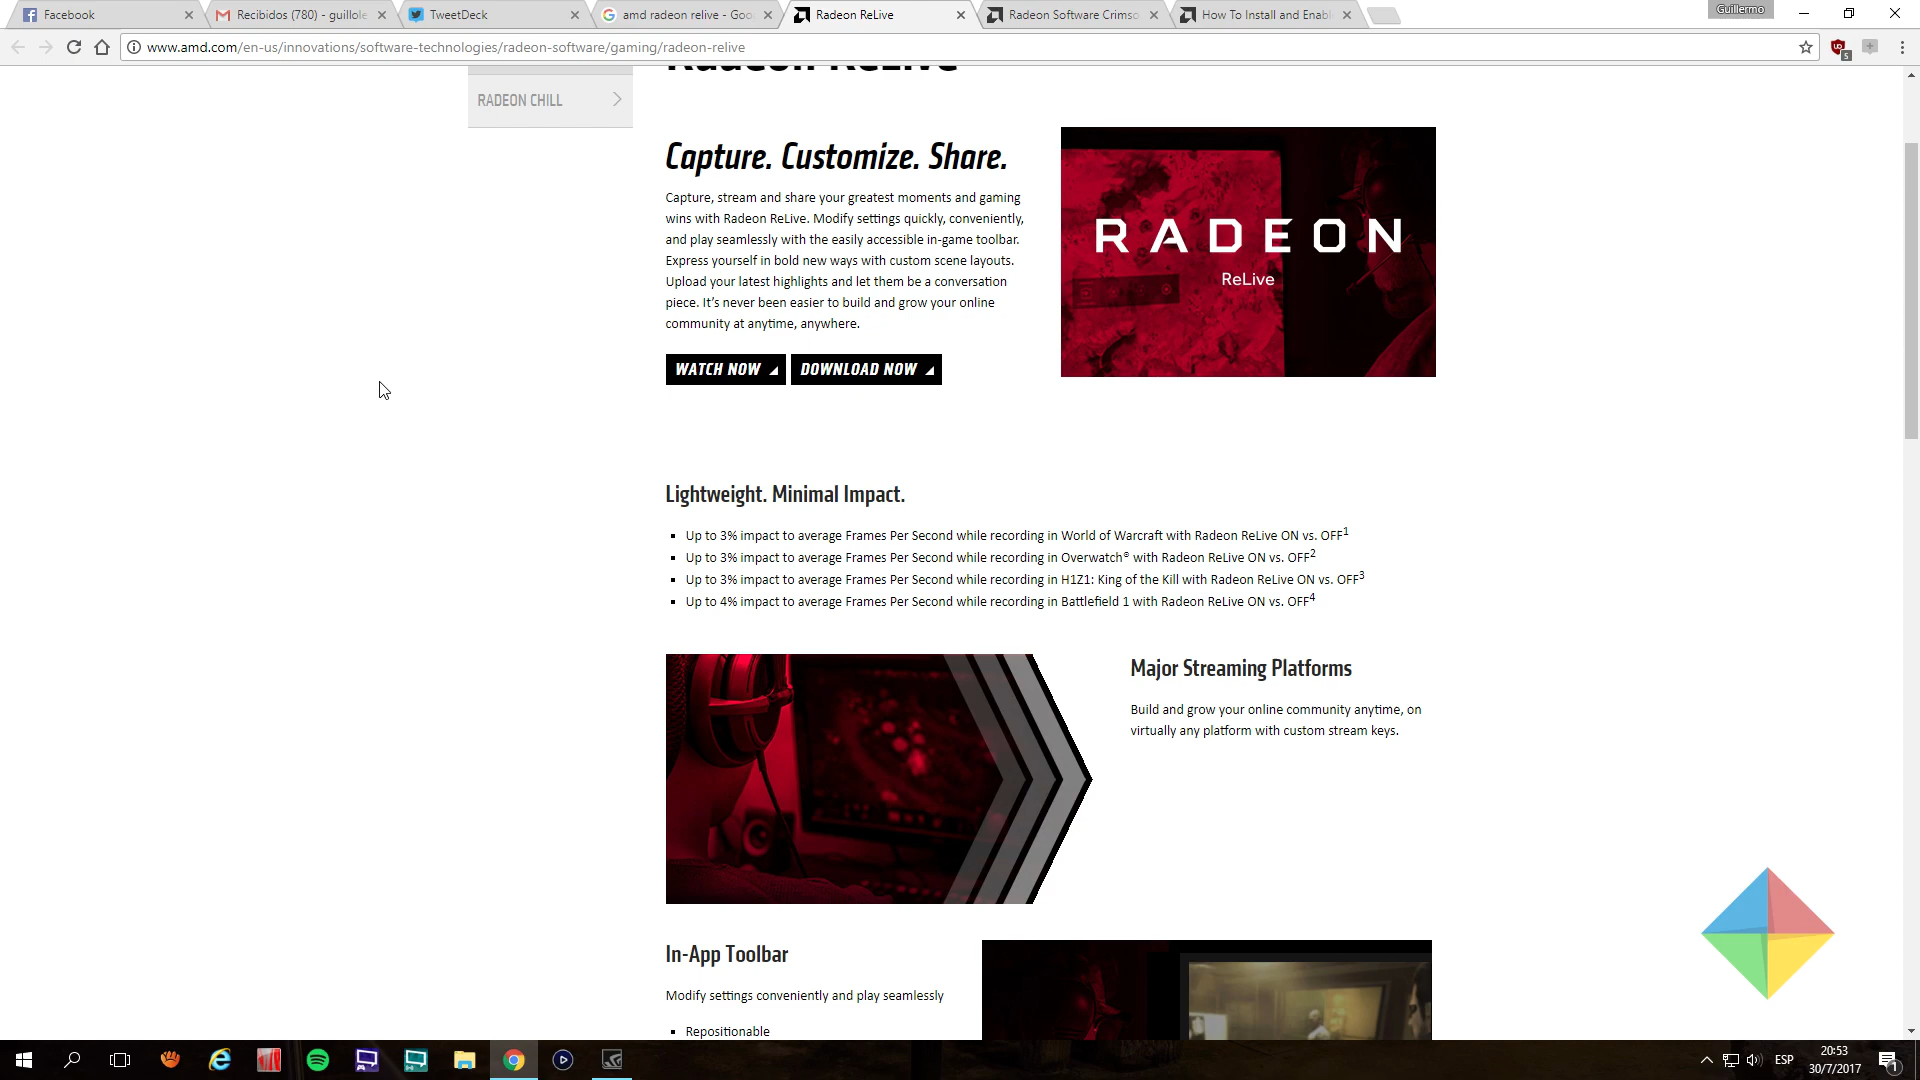 Facebook
Recibidos (780) - guillole
TweetDeck
amd radeon relive - Goo
Radeon ReLive
Radeon Software Crimso
How To Install and Enabl
Guillermo
www.amd.com/en-us/innovations/software-technologies/radeon-software/gaming/radeon-relive
5
Radeon ReLive
RADEON CHILL
Capture. Customize. Share.
Capture, stream and share your greatest moments and gaming
wins with Radeon ReLive. Modify settings quickly, conveniently,
and play seamlessly with the easily accessible in-game toolbar.
Express yourself in bold new ways with custom scene layouts.
Upload your latest highlights and let them be a conversation
piece. It’s never been easier to build and grow your online
community at anytime, anywhere.
WATCH NOW
DOWNLOAD NOW
RADEON
ReLive
Lightweight. Minimal Impact.
Up to 3% impact to average Frames Per Second while recording in World of Warcraft with Radeon ReLive ON vs. OFF1
Up to 3% impact to average Frames Per Second while recording in Overwatch® with Radeon ReLive ON vs. OFF2
Up to 3% impact to average Frames Per Second while recording in H1Z1: King of the Kill with Radeon ReLive ON vs. OFF3
Up to 4% impact to average Frames Per Second while recording in Battlefield 1 with Radeon ReLive ON vs. OFF4
Major Streaming Platforms
Build and grow your online community anytime, on
virtually any platform with custom stream keys.
In-App Toolbar
Modify settings conveniently and play seamlessly
Repositionable
ESP
20:53
30/7/2017
1